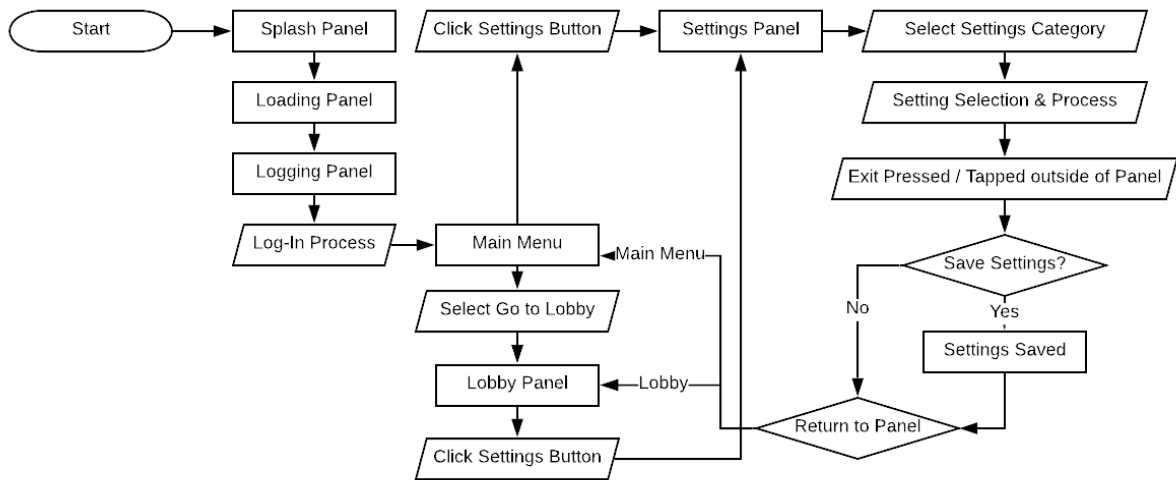 Start
Splash Panel
Click Settings Button
Settings Panel
Select Settings Category
Loading Panel
Setting Selection & Process
Logging Panel
Exit Pressed / Tapped outside of Panel
Log-In Process
Main Menu
Main Menu
Save Settings?
Select Go to Lobby
No
Yes
Settings Saved
Lobby Panel
Lobby
Return to Panel
Click Settings Button